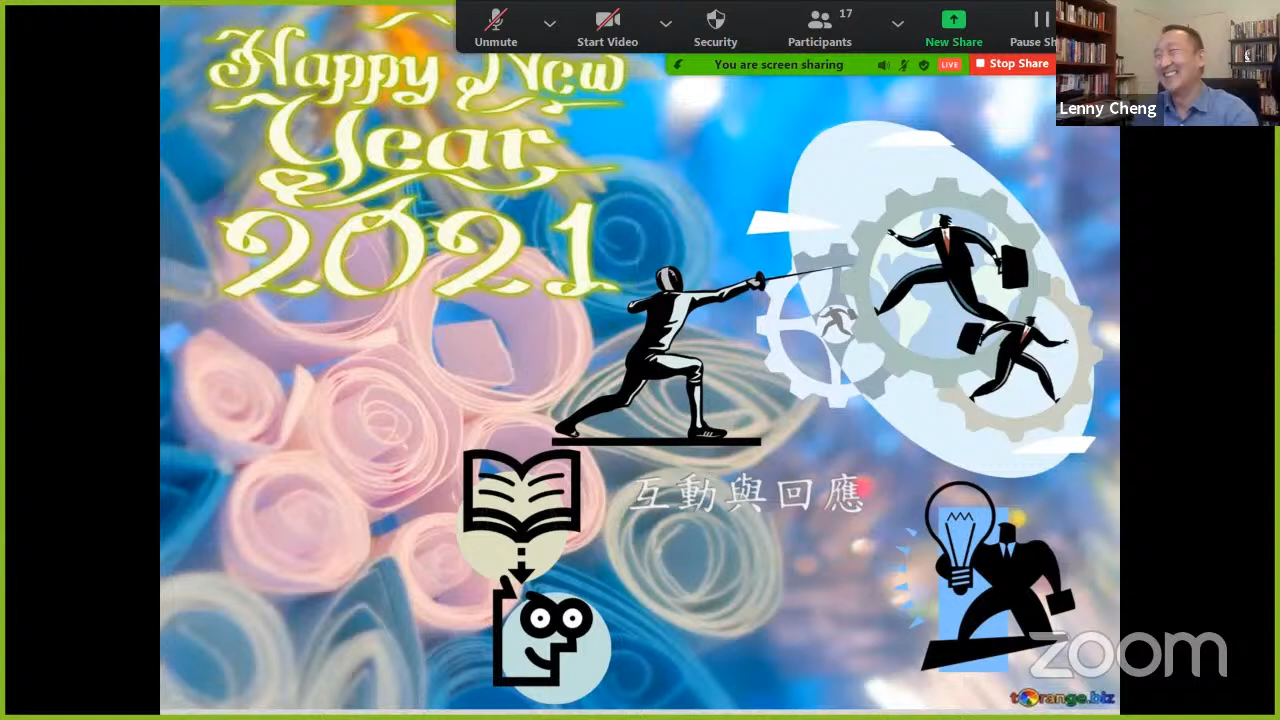 Unmute
Start Video
Security
Participants
17
New Share
Pause Sh
You are screen sharing
LIVE
Stop Share
Lenny Cheng
Happy New
Year
2021
互動與回應
zoom
torange.biz